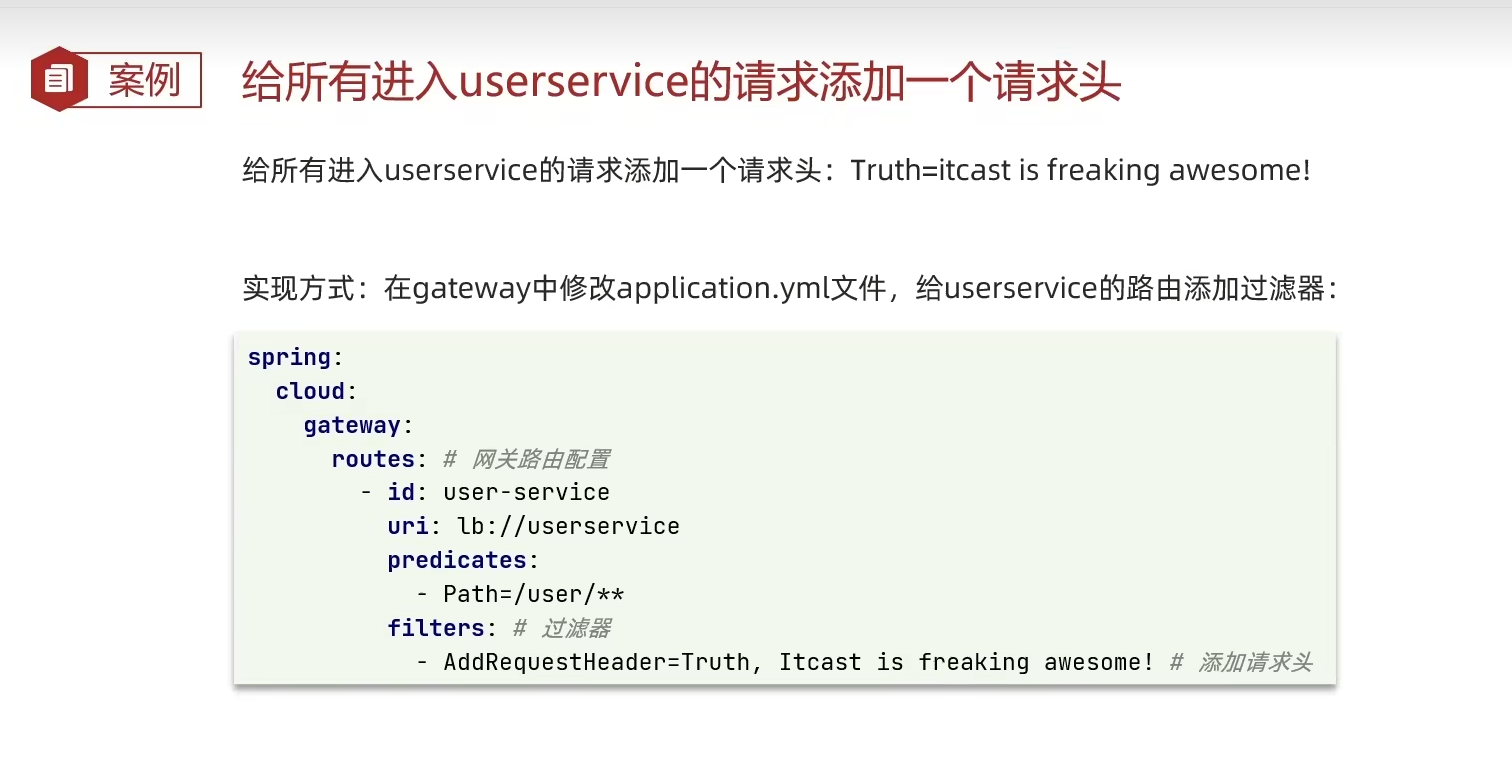 案例
给所有进入userservice的请求添加一个请求头
给所有进入userservice的请求添加一个请求头：Truth=itcast is freaking awesome!
实现方式：在gateway中修改application.yml文件，给userservice的路由添加过滤器：
spring:
  cloud:
    gateway:
      routes: # 网关路由配置
        - id: user-service
          uri: lb://userservice
          predicates:
            - Path=/user/**
          filters: # 过滤器
            - AddRequestHeader=Truth, Itcast is freaking awesome! # 添加请求头